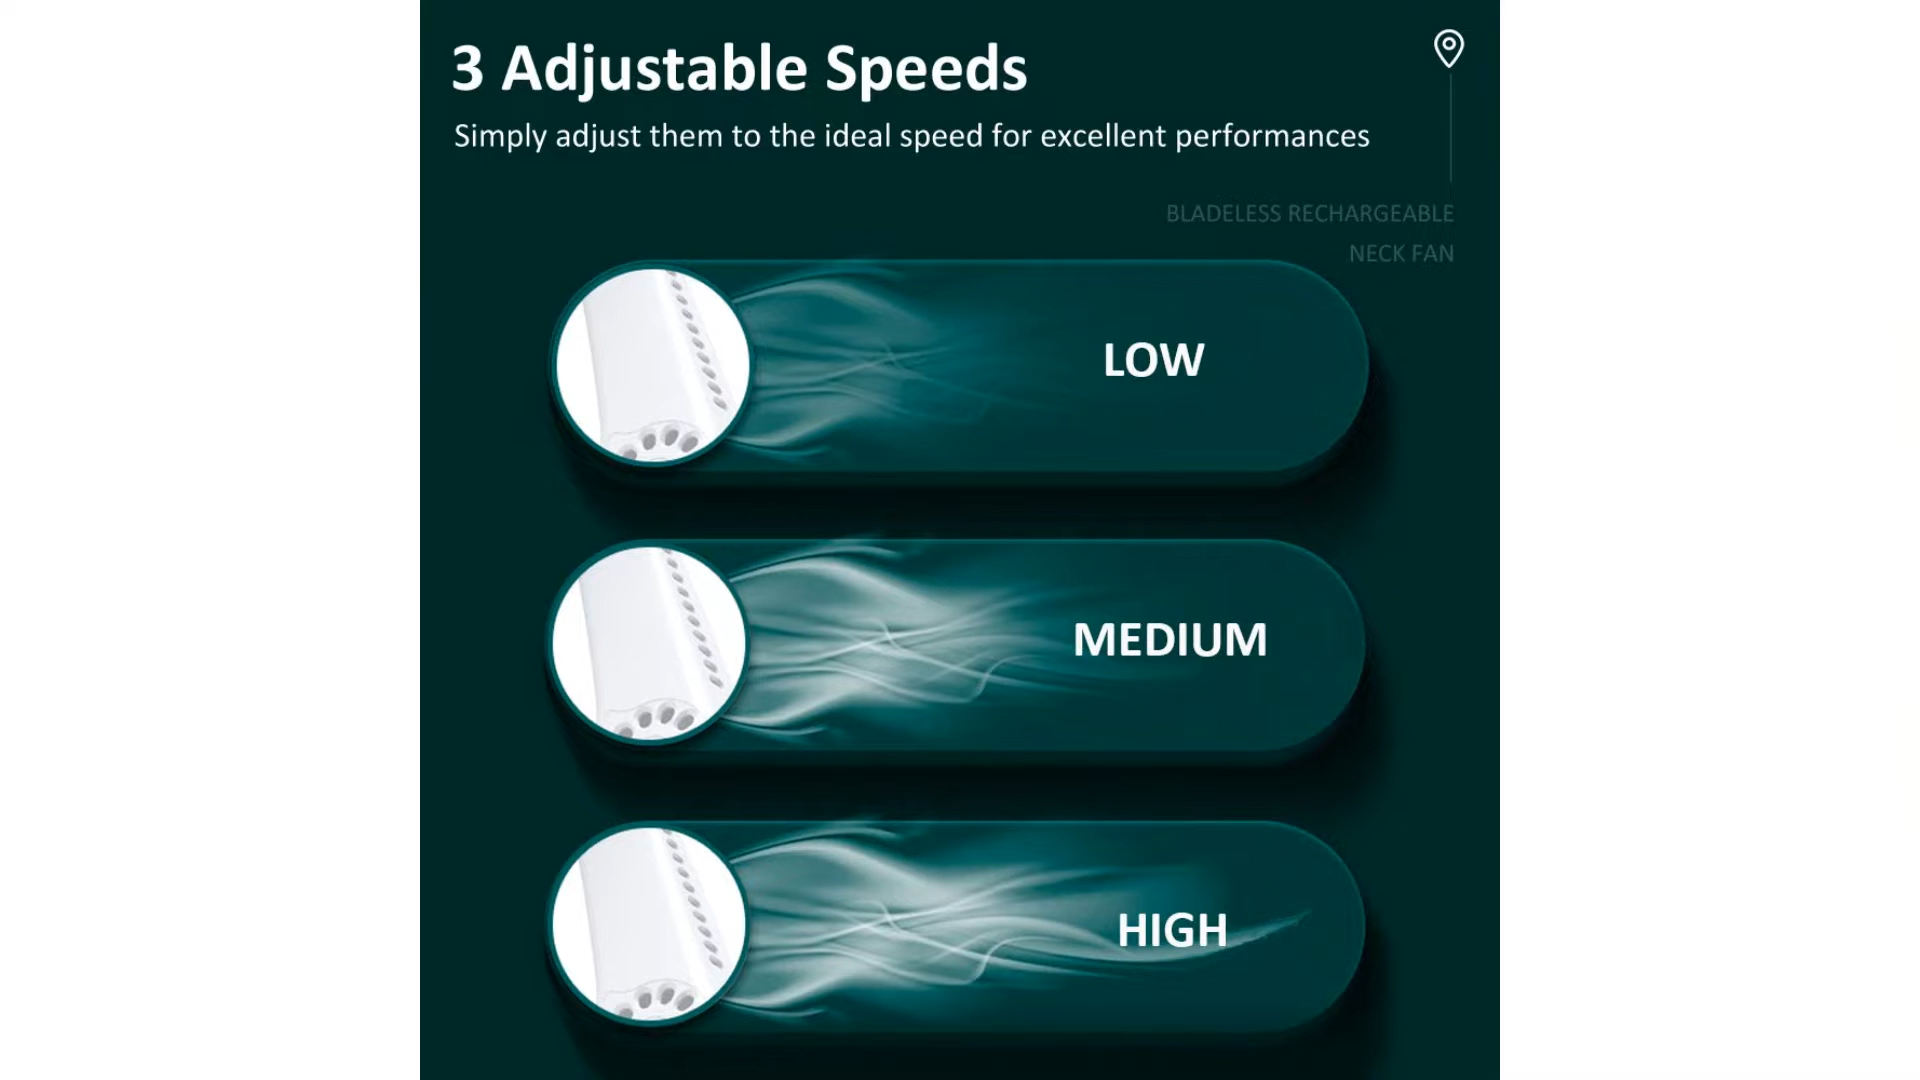 3 Adjustable Speeds
Simply adjust them to the ideal speed for excellent performances
BLADELESS RECHARGEABLE
NECK FAN
LOW
MEDIUM
HIGH